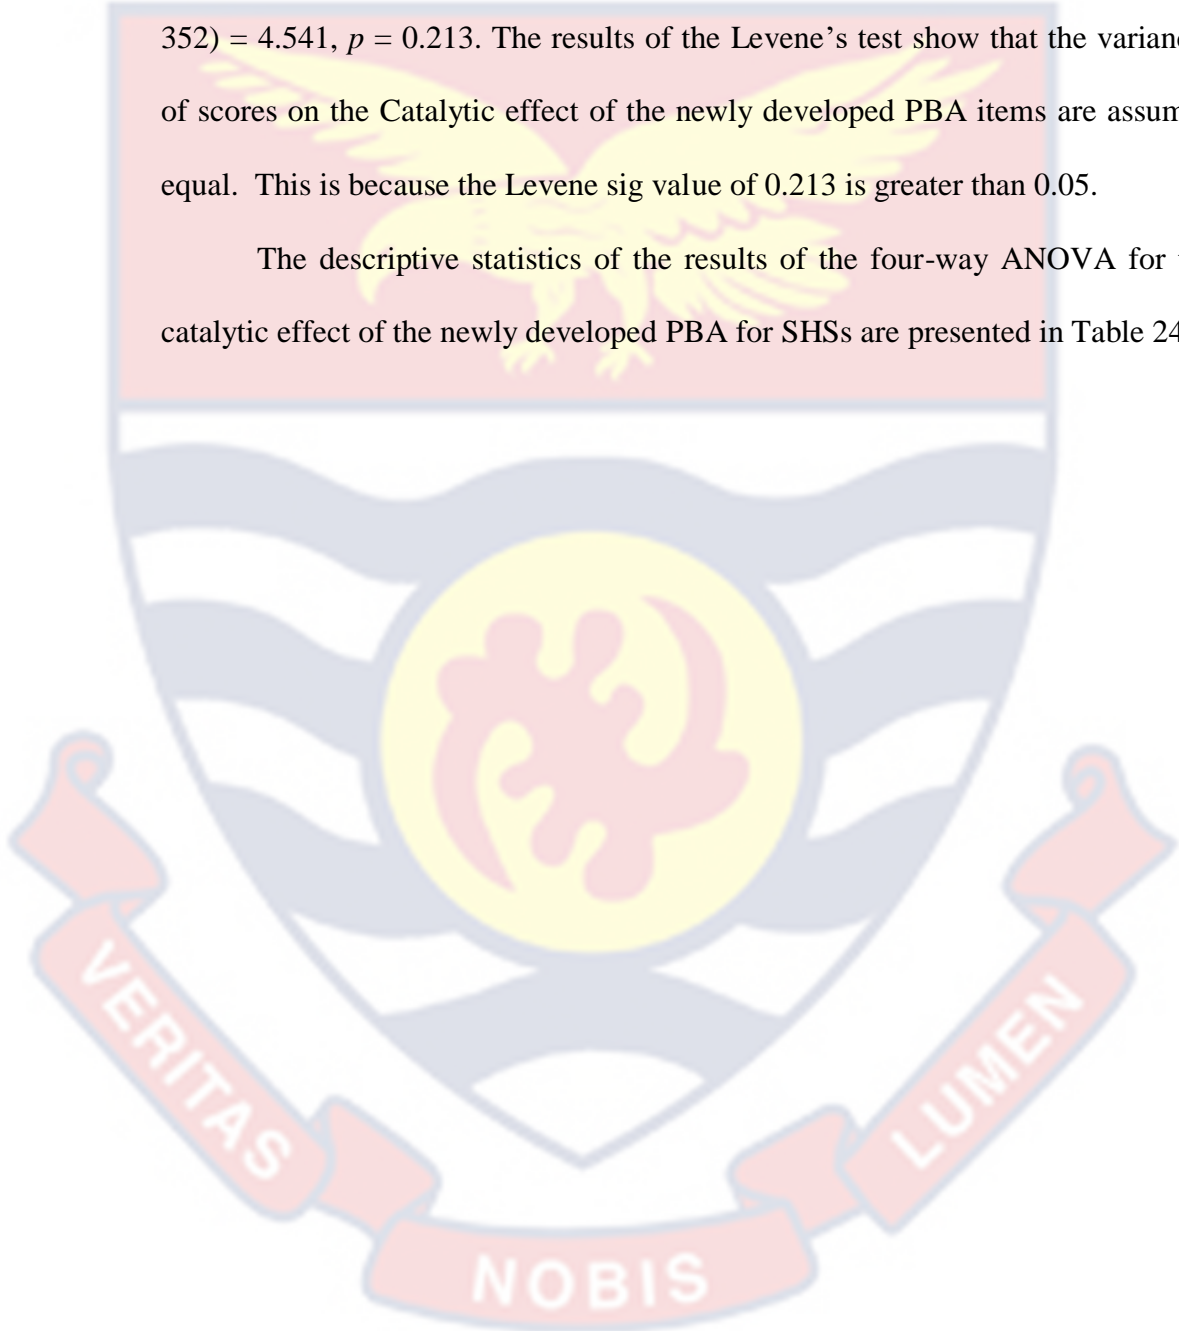 352) = 4.541, p = 0.213. The results of the Levene’s test show that the varianc
of scores on the Catalytic effect of the newly developed PBA items are assum
equal. This is because the Levene sig value of 0.213 is greater than 0.05.
The descriptive statistics of the results of the four-way ANOVA for
catalytic effect of the newly developed PBA for SHSs are presented in Table 24
VERITAS
NOBIS
LUMEN